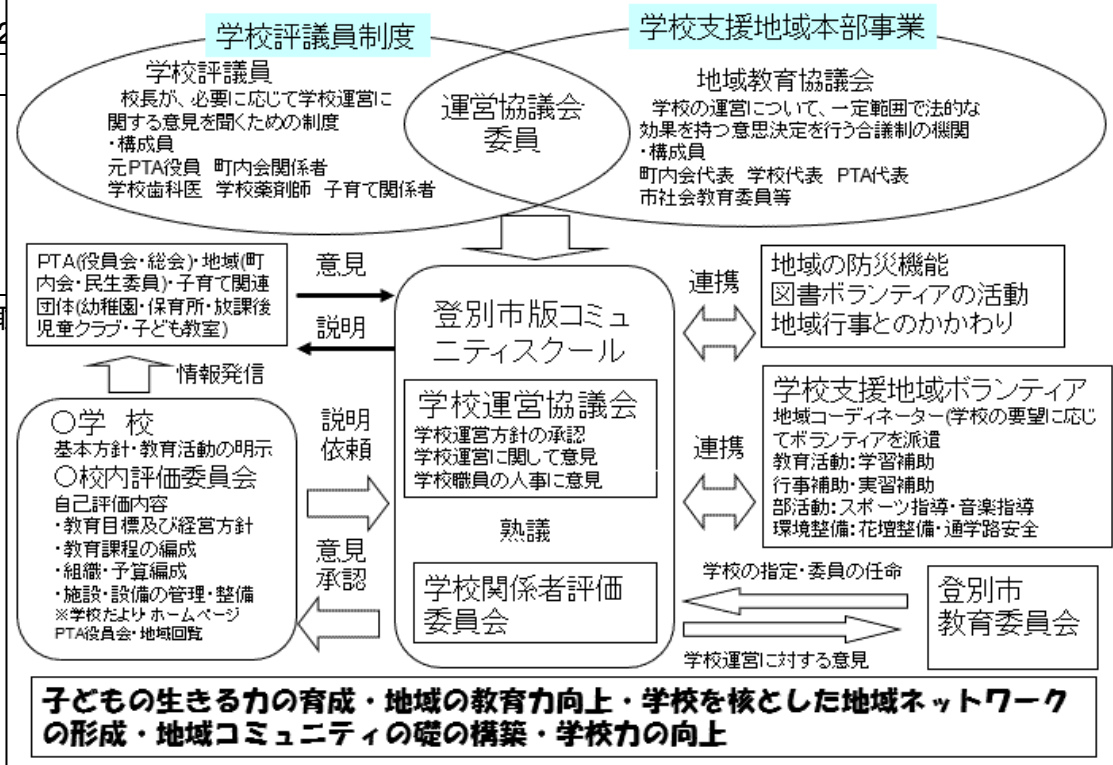 学校評議員制度
学校支援地域本部事業
学校評議員
校長が、必要に応じて学校運営に
関する意見を聞くための制度
・構成員
元PTA役員 町内会関係者
学校歯科医 学校薬剤師 子育て関係者
運営協議会
委員
地域教育協議会
学校の運営について、一定範囲で法的な
効果を持つ意思決定を行う合議制の機関
・構成員
町内会代表 学校代表 PTA代表
市社会教育委員等
PTA(役員会・総会)・地域(町
内会・民生委員)・子育て関連
団体(幼稚園・保育所・放課後
児童クラブ・子ども教室)
意見
説明
情報発信
登別市版コミュ
ニティスクール
学校運営協議会
学校運営方針の承認
学校運営に関して意見
学校職員の人事に意見
熟議
学校関係者評価
委員会
連携
地域の防災機能
図書ボランティアの活動
地域行事とのかかわり
○学 校
基本方針・教育活動の明示
○校内評価委員会
自己評価内容
・教育目標及び経営方針
・教育課程の編成
・組織・予算編成
・施設・設備の管理・整備
※学校だより・ホームページ
PTA役員会・地域回覧
説明
依頼
意見
承認
連携
学校支援地域ボランティア
地域コーディネーター(学校の要望に応じ
てボランティアを派遣
教育活動:学習補助
行事補助・実習補助
部活動:スポーツ指導・音楽指導
環境整備:花壇整備・通学路安全
学校の指定・委員の任命
学校運営に対する意見
登別市
教育委員会
子どもの生きる力の育成・地域の教育力向上・学校を核とした地域ネットワーク
の形成・地域コミュニティの礎の構築・学校力の向上